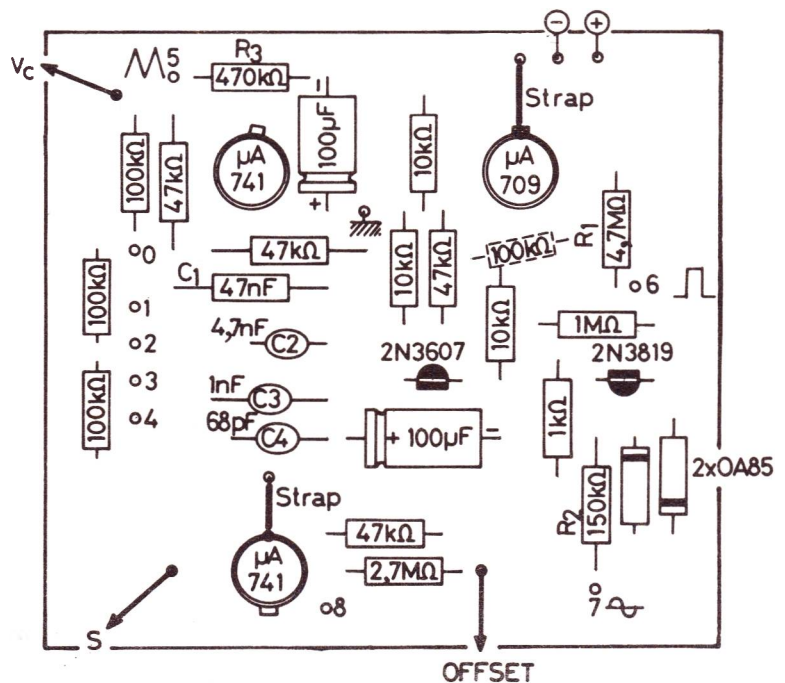 − +
VC
5
R3
470kΩ
Strap
100kΩ
47kΩ
µA
741
100µF
+
10kΩ
µA
709
R1
4,7MΩ
0
47kΩ
10kΩ
47kΩ
100kΩ
6
100kΩ
C1
47nF
1
4,7nF
C2
2
10kΩ
1MΩ
2N3607
2N3819
100kΩ
3
1nF
C3
4
68pF
C4
+ 100µF
1kΩ
2xOA85
Strap
R2
150kΩ
47kΩ
µA
741
2,7MΩ
8
7
S
OFFSET